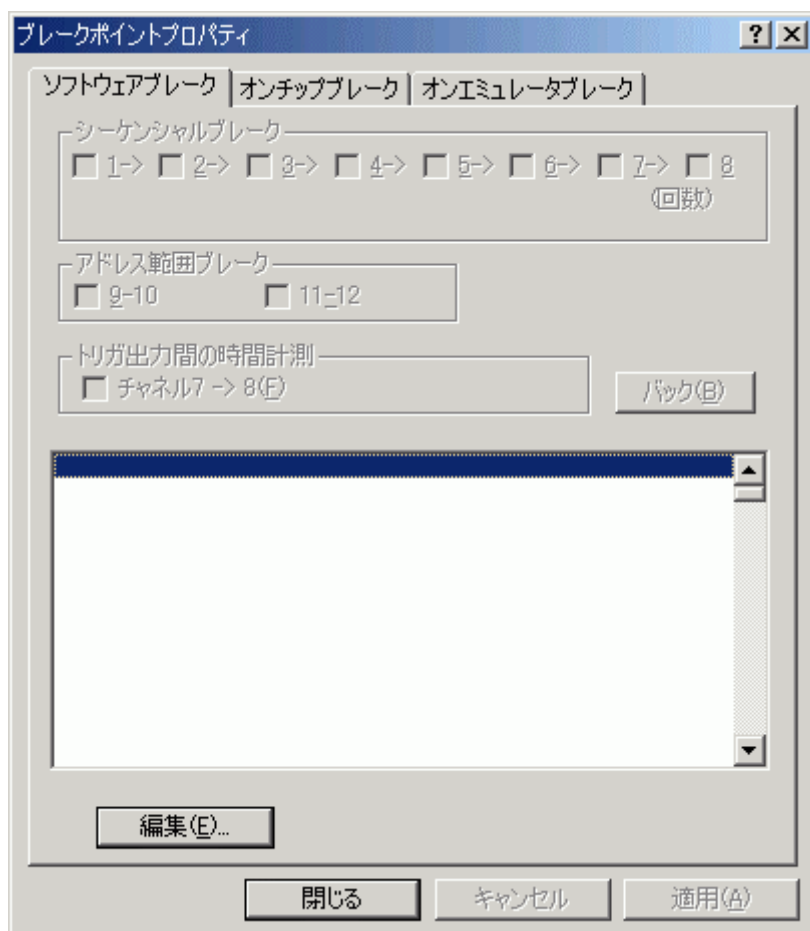 ブレークポイントプロパティ
ソフトウェアブレーク オンチップブレーク オンエミュレータブレーク
シーケンシャルブレーク
1-> 2-> 3-> 4-> 5-> 6-> 7-> 8
(回数)
アドレス範囲ブレーク
9-10 11-12
トリガ出力間の時間計測
チャネル7 -> 8(F)
バック(B)
編集(E)...
閉じる キャンセル 適用(A)